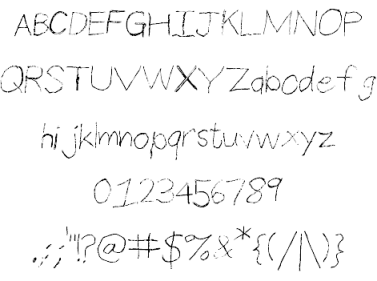 ABCDEFGHIJKLMNOP
QRSTUVWXYZabcdefg
hijklmnopqrstuvwxyz
0123456789
.,:;'"!?@#$%&*{(/|\)}